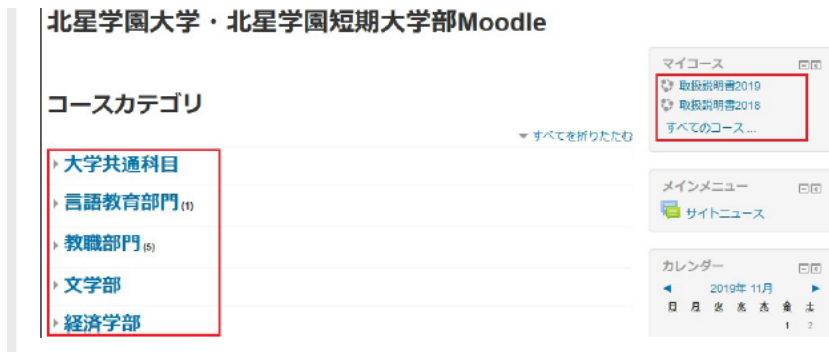 北星学園大学・北星学園短期大学部Moodle
コースカテゴリ
すべてを折りたたむ
大学共通科目
言語教育部門(1)
教職部門(5)
文学部
経済学部
マイコース
取扱説明書2019
取扱説明書2018
すべてのコース ...
メインメニュー
サイトニュース
カレンダー
2019年 11月
日 月 火 水 木 金 土
1 2